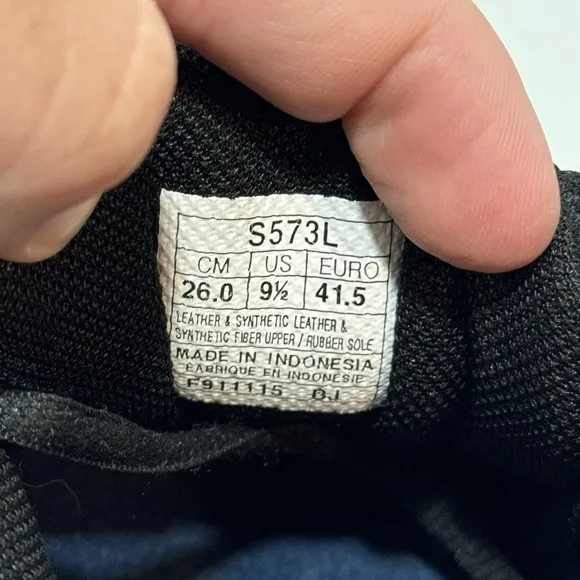 S573L
CM US EURO
26.0 9½ 41.5
LEATHER & SYNTHETIC LEATHER &
SYNTHETIC FIBER UPPER / RUBBER SOLE
MADE IN INDONESIA
FABRIQUE EN INDONESIE
F911115 BJ